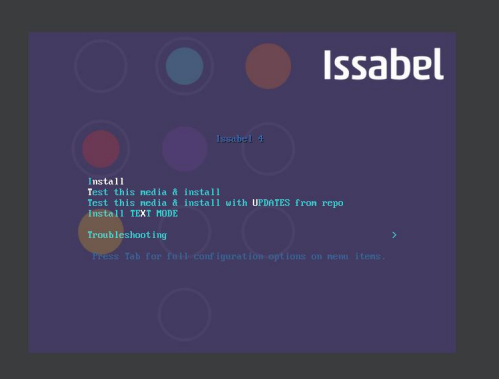 Issabel
Issabel 4
Install
Test this media & install
Test this media & install with UPDATES from repo
Install TEXT MODE
Troubleshooting >
Press Tab for full configuration options on menu items.